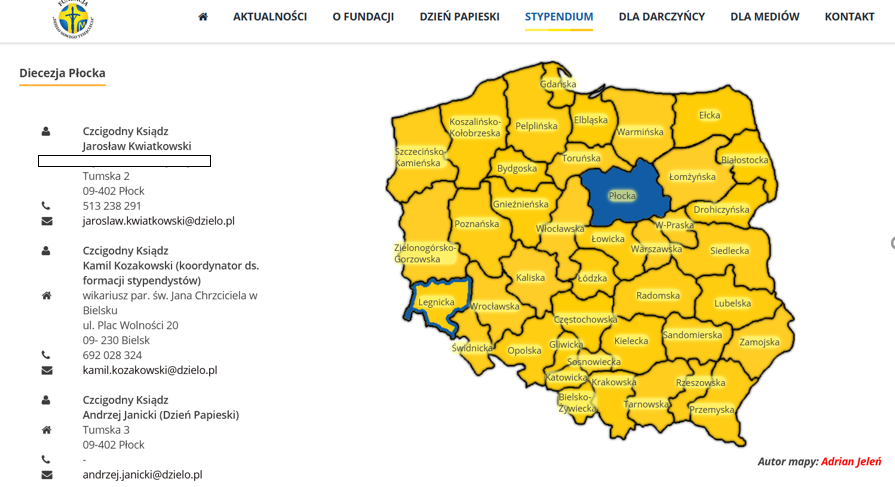 FUNDACJA
AKTUALNOŚCI
O FUNDACJI
DZIEŃ PAPIESKI
STYPENDIUM
DLA DARCZYŃCY
DLA MEDIÓW
KONTAKT
Diecezja Płocka
Czcigodny Ksiądz
Jarosław Kwiatkowski
Tumska 2
09-402 Płock
513 238 291
jaroslaw.kwiatkowski@dzielo.pl
Czcigodny Ksiądz
Kamil Kozakowski (koordynator ds.
formacji stypendystów)
wikariusz par. św. Jana Chrzciciela w
Bielsku
ul. Plac Wolności 20
09- 230 Bielsk
692 028 324
kamil.kozakowski@dzielo.pl
Czcigodny Ksiądz
Andrzej Janicki (Dzień Papieski)
Tumska 3
09-402 Płock
-
andrzej.janicki@dzielo.pl
Gdańska
Koszalińsko-
Kołobrzeska
Pelplińska
Elbląska
Warmińska
Ełcka
Szczecińsko-
Kamieńska
Bydgoska
Toruńska
Łomżyńska
Białostocka
Płocka
Gnieźnieńska
Drohiczyńska
Poznańska
Włocławska
Łowicka
W-Praska
Warszawska
Siedlecka
Zielonogórsko-
Gorzowska
Kaliska
Łódzka
Legnicka
Wrocławska
Radomska
Lubelska
Częstochowska
Świdnicka
Opolska
Gliwicka
Kielecka
Sandomierska
Zamojska
Sosnowiecka
Katowicka
Krakowska
Rzeszowska
Bielsko-
Żywiecka
Tarnowska
Przemyska
Autor mapy: Adrian Jeleń